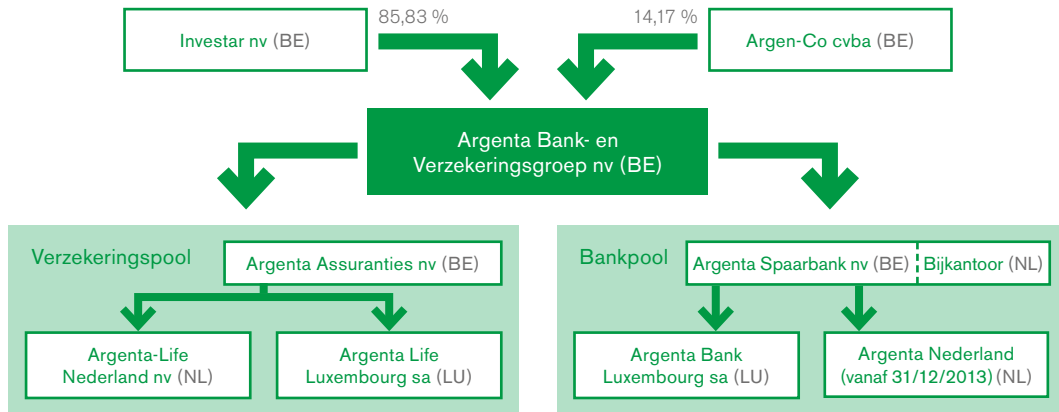 85,83 %
14,17 %
Investar nv (BE)
Argen-Co cvba (BE)
Argenta Bank- en
Verzekeringsgroep nv (BE)
Verzekeringspool
Argenta Assuranties nv (BE)
Argenta-Life
Nederland nv (NL)
Argenta Life
Luxembourg sa (LU)
Bankpool
Argenta Spaarbank nv (BE)
Bijkantoor (NL)
Argenta Bank
Luxembourg sa (LU)
Argenta Nederland
(vanaf 31/12/2013) (NL)